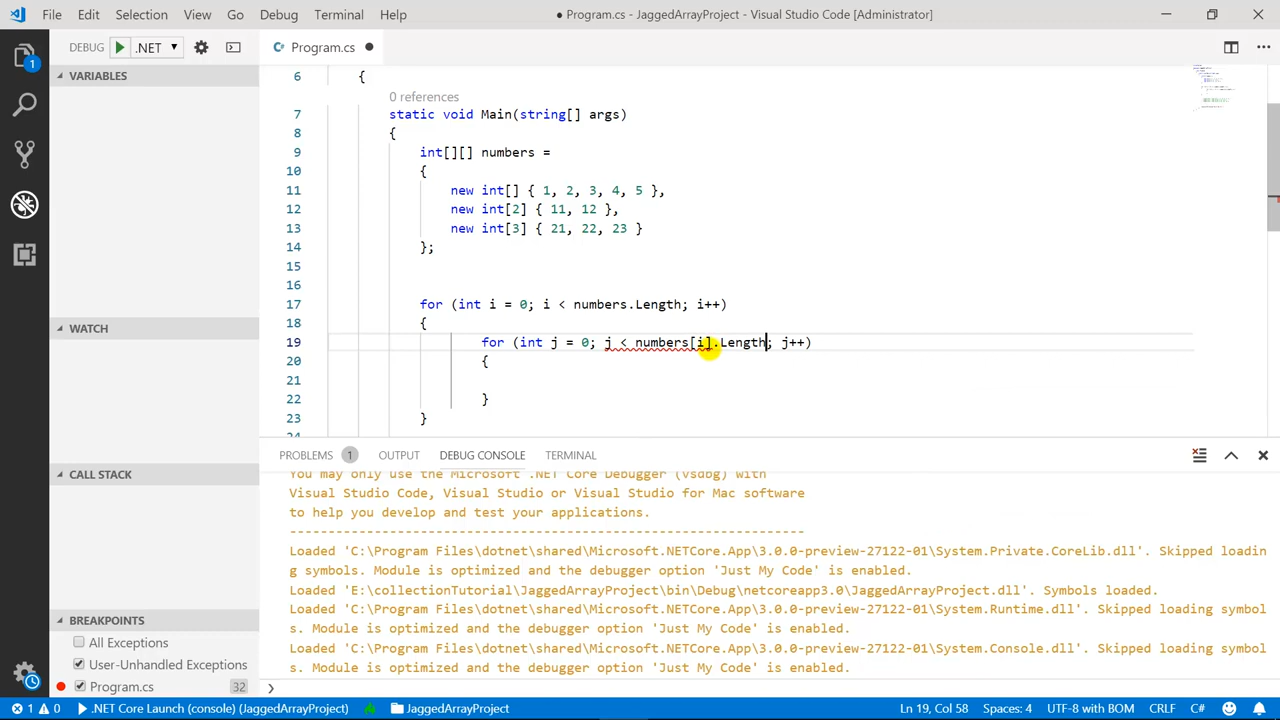 File Edit Selection View Go Debug Terminal Help ● Program.cs - JaggedArrayProject - Visual Studio Code [Administrator]
DEBUG .NET
Program.cs
1
VARIABLES
WATCH
CALL STACK
BREAKPOINTS
All Exceptions
User-Unhandled Exceptions
Program.cs 32
6 {
0 references
7 static void Main(string[] args)
8 {
9 int[][] numbers =
10 {
11 new int[] { 1, 2, 3, 4, 5 },
12 new int[2] { 11, 12 },
13 new int[3] { 21, 22, 23 }
14 };
15
16
17 for (int i = 0; i < numbers.Length; i++)
18 {
19 for (int j = 0; j < numbers[i].Length; j++)
20 {
21
22 }
23 }
PROBLEMS 1 OUTPUT DEBUG CONSOLE TERMINAL
You may only use the Microsoft .NET Core Debugger (vsdbg) with
Visual Studio Code, Visual Studio or Visual Studio for Mac software
to help you develop and test your applications.
-------------------------------------------------------------------
Loaded 'C:\Program Files\dotnet\shared\Microsoft.NETCore.App\3.0.0-preview-27122-01\System.Private.CoreLib.dll'. Skipped loadin
g symbols. Module is optimized and the debugger option 'Just My Code' is enabled.
Loaded 'E:\collectionTutorial\JaggedArrayProject\bin\Debug\netcoreapp3.0\JaggedArrayProject.dll'. Symbols loaded.
Loaded 'C:\Program Files\dotnet\shared\Microsoft.NETCore.App\3.0.0-preview-27122-01\System.Runtime.dll'. Skipped loading symbol
s. Module is optimized and the debugger option 'Just My Code' is enabled.
Loaded 'C:\Program Files\dotnet\shared\Microsoft.NETCore.App\3.0.0-preview-27122-01\System.Console.dll'. Skipped loading symbol
s. Module is optimized and the debugger option 'Just My Code' is enabled.
1 0 .NET Core Launch (console) (JaggedArrayProject) JaggedArrayProject Ln 19, Col 58 Spaces: 4 UTF-8 with BOM CRLF C#